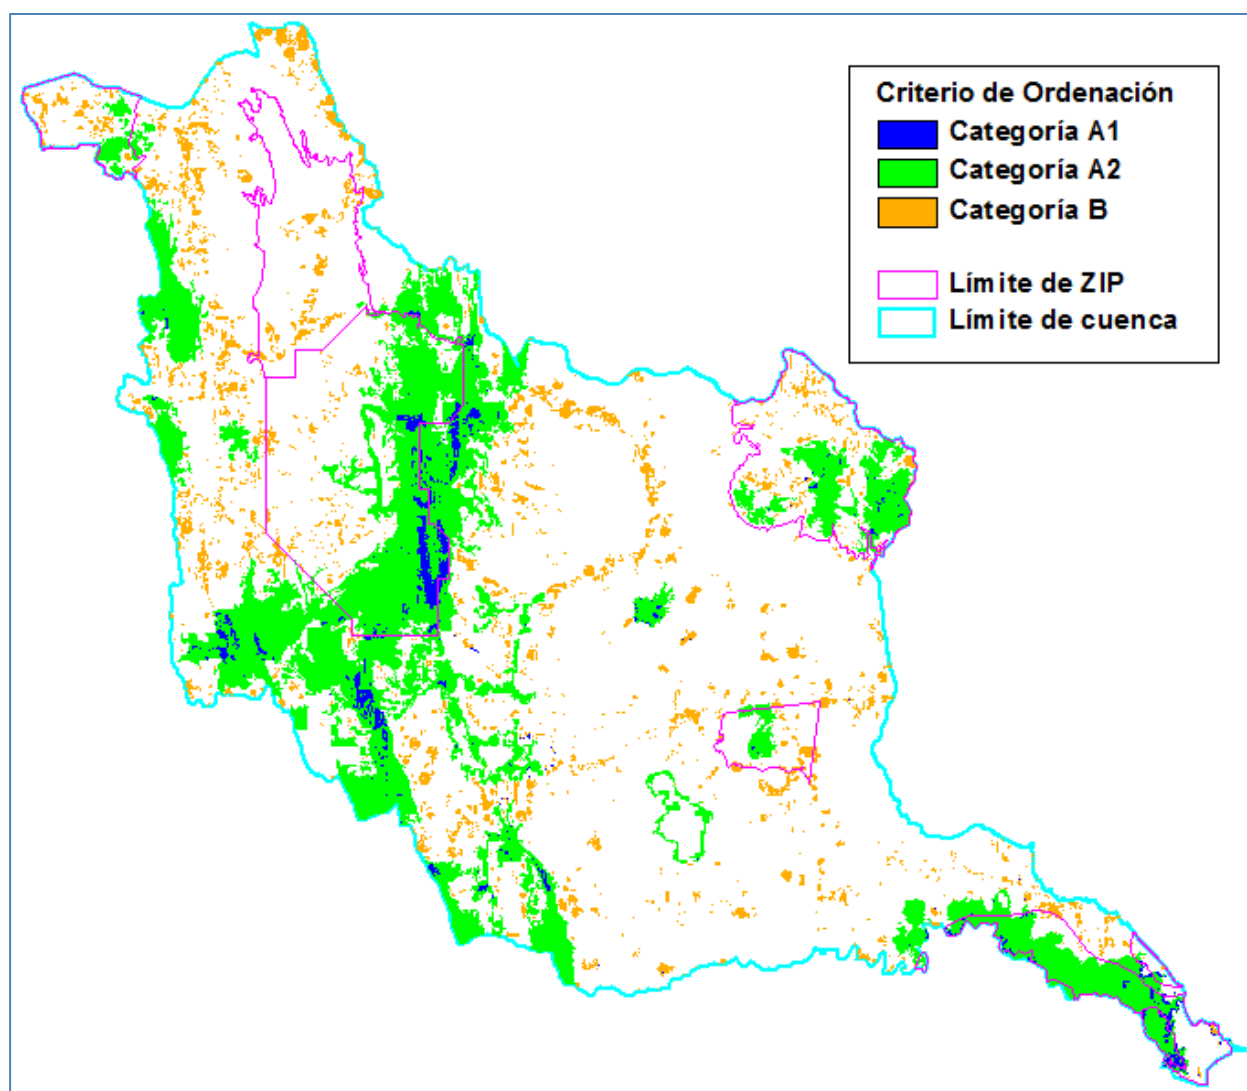 Criterio de Ordenación
Categoría A1
Categoría A2
Categoría B
Límite de ZIP
Límite de cuenca